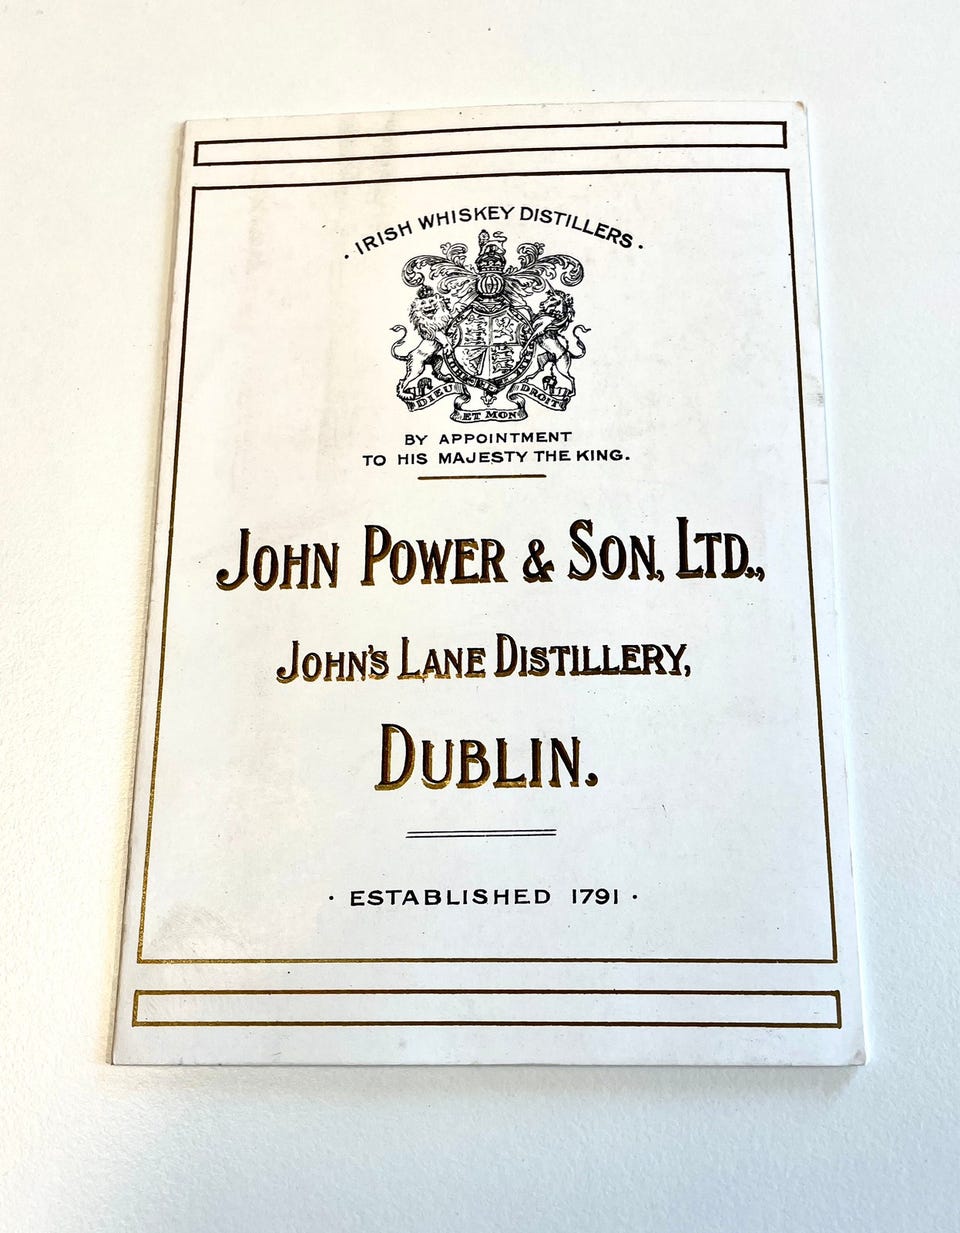 · IRISH WHISKEY DISTILLERS ·
DIEU ET MON DROIT
BY APPOINTMENT
TO HIS MAJESTY THE KING.
JOHN POWER & SON, LTD.,
JOHN'S LANE DISTILLERY,
DUBLIN.
· ESTABLISHED 1791 ·